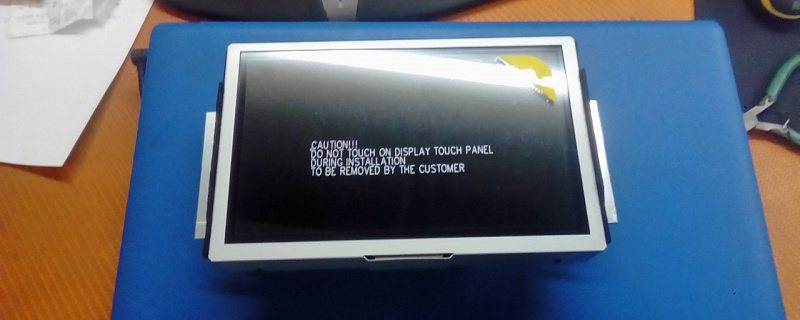 CAUTION!!!
DO NOT TOUCH ON DISPLAY TOUCH PANEL
DURING INSTALLATION
TO BE REMOVED BY THE CUSTOMER